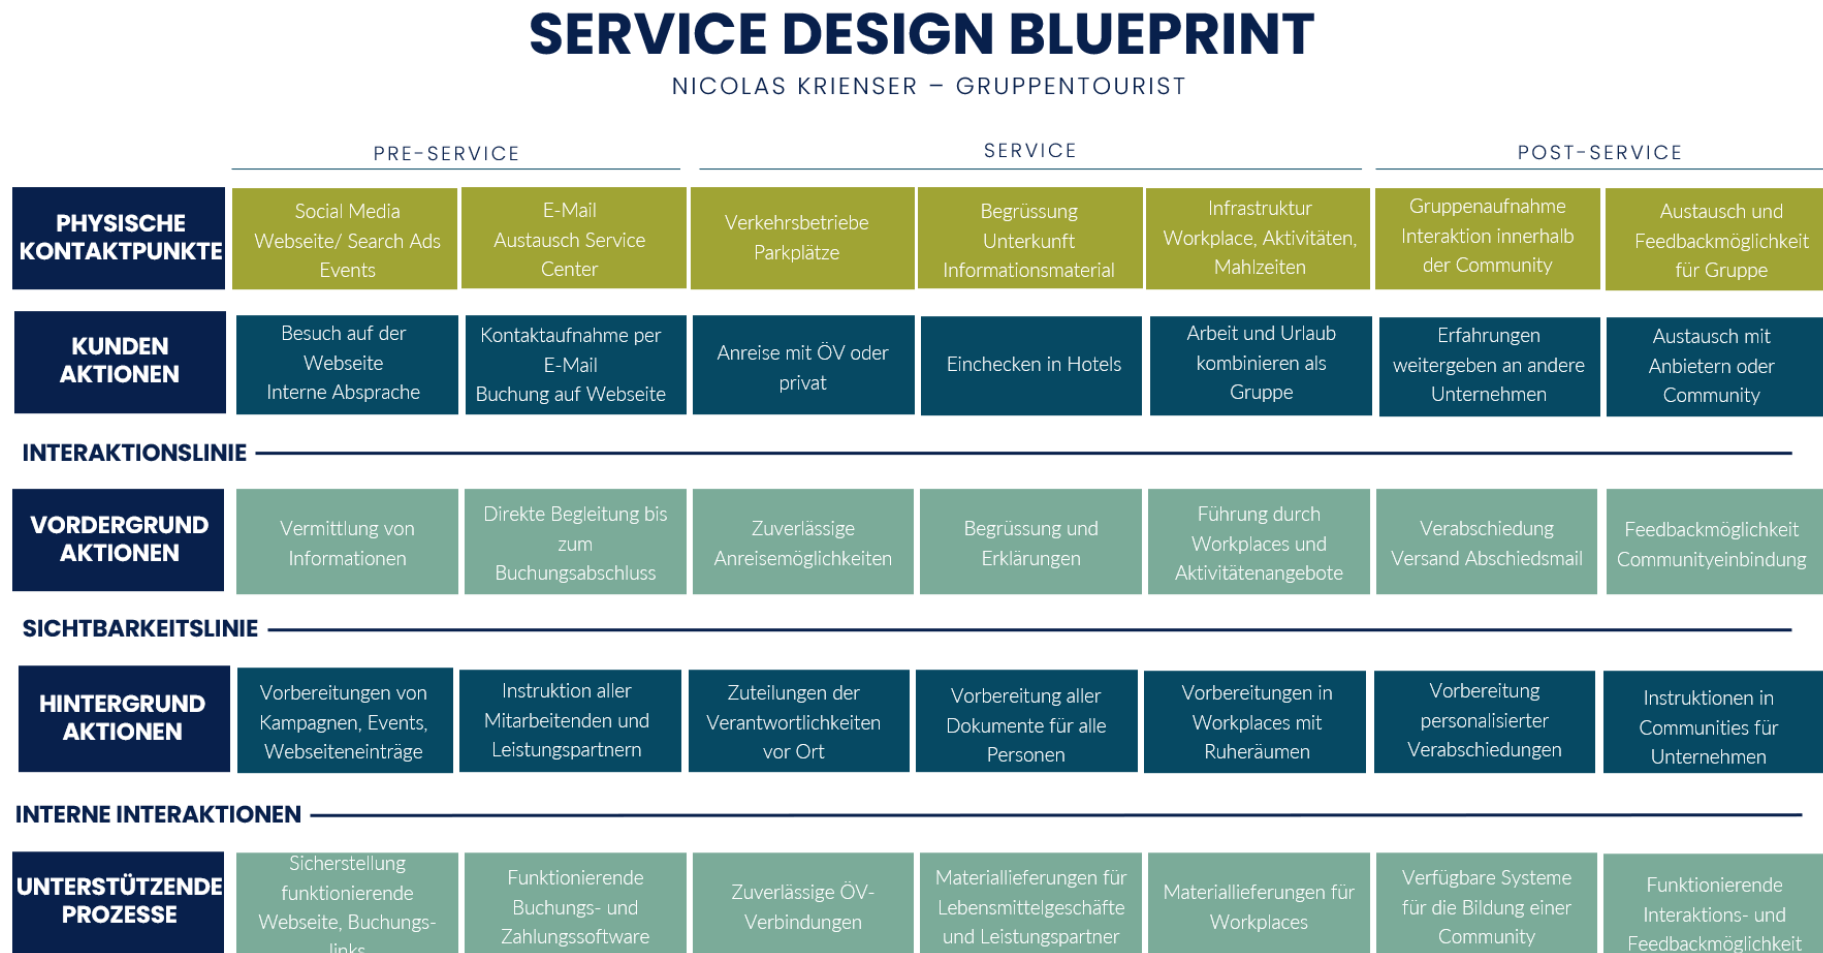 SERVICE DESIGN BLUEPRINT
NICOLAS KRIENSER – GRUPPENTOURIST
PRE-SERVICE
SERVICE
POST-SERVICE
PHYSISCHE
KONTAKTPUNKTE
Social Media
Webseite/ Search Ads
Events
E-Mail
Austausch Service
Center
Verkehrsbetriebe
Parkplätze
Begrüssung
Unterkunft
Informationsmaterial
Infrastruktur
Workplace, Aktivitäten,
Mahlzeiten
Gruppenaufnahme
Interaktion innerhalb
der Community
Austausch und
Feedbackmöglichkeit
für Gruppe
KUNDEN
AKTIONEN
Besuch auf der
Webseite
Interne Absprache
Kontaktaufnahme per
E-Mail
Buchung auf Webseite
Anreise mit ÖV oder
privat
Einchecken in Hotels
Arbeit und Urlaub
kombinieren als
Gruppe
Erfahrungen
weitergeben an andere
Unternehmen
Austausch mit
Anbietern oder
Community
INTERAKTIONSLINIE
VORDERGRUND
AKTIONEN
Vermittlung von
Informationen
Direkte Begleitung bis
zum
Buchungsabschluss
Zuverlässige
Anreisemöglichkeiten
Begrüssung und
Erklärungen
Führung durch
Workplaces und
Aktivitätenangebote
Verabschiedung
Versand Abschiedsmail
Feedbackmöglichkeit
Communityeinbindung
SICHTBARKEITSLINIE
HINTERGRUND
AKTIONEN
Vorbereitungen von
Kampagnen, Events,
Webseiteneinträge
Instruktion aller
Mitarbeitenden und
Leistungspartnern
Zuteilungen der
Verantwortlichkeiten
vor Ort
Vorbereitung aller
Dokumente für alle
Personen
Vorbereitungen in
Workplaces mit
Ruheräumen
Vorbereitung
personalisierter
Verabschiedungen
Instruktionen in
Communities für
Unternehmen
INTERNE INTERAKTIONEN
UNTERSTÜTZENDE
PROZESSE
Sicherstellung
funktionierende
Webseite, Buchungs-
links
Funktionierende
Buchungs- und
Zahlungssoftware
Zuverlässige ÖV-
Verbindungen
Materiallieferungen für
Lebensmittelgeschäfte
und Leistungspartner
Materiallieferungen für
Workplaces
Verfügbare Systeme
für die Bildung einer
Community
Funktionierende
Interaktions- und
Feedbackmöglichkeit